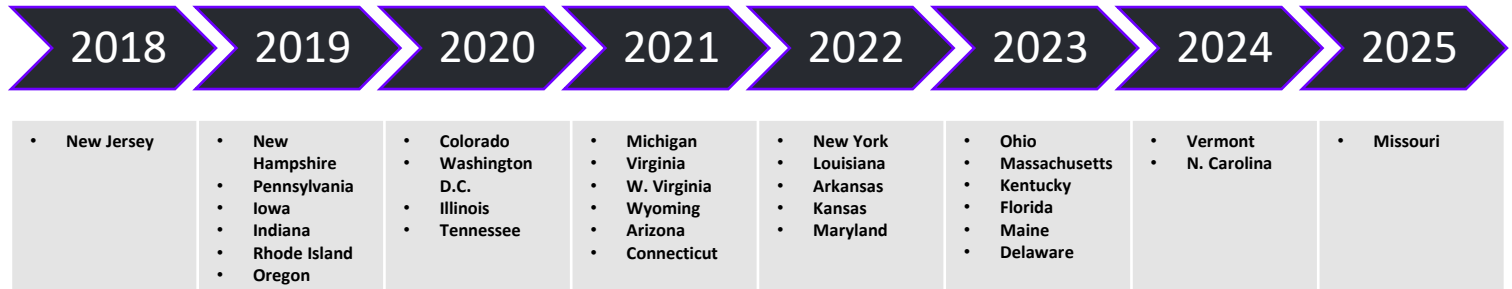 2018 2019 2020 2021 2022 2023 2024 2025
• New Jersey
• New
Hampshire
• Pennsylvania
• Iowa
• Indiana
• Rhode Island
• Oregon
• Colorado
• Washington
D.C.
• Illinois
• Tennessee
• Michigan
• Virginia
• W. Virginia
• Wyoming
• Arizona
• Connecticut
• New York
• Louisiana
• Arkansas
• Kansas
• Maryland
• Ohio
• Massachusetts
• Kentucky
• Florida
• Maine
• Delaware
• Vermont
• N. Carolina
• Missouri